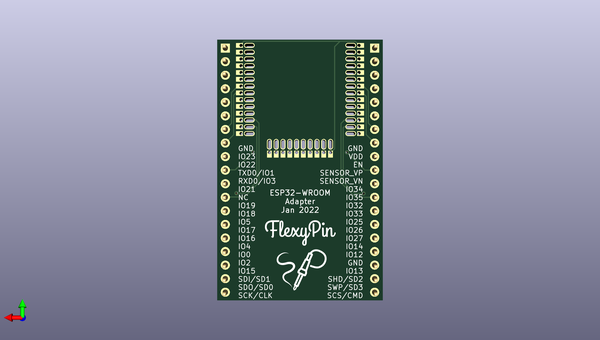 GND
IO23
IO22
TXD0/IO1
RXD0/IO3
IO21
NC
IO19
IO18
IO5
IO17
IO16
IO4
IO0
IO2
IO15
SDI/SD1
SDO/SD0
SCK/CLK
ESP32-WROOM
Adapter
Jan 2022
FlexyPin
GND
VDD
EN
SENSOR_VP
SENSOR_VN
IO34
IO35
IO32
IO33
IO25
IO26
IO27
IO14
IO12
GND
IO13
SHD/SD2
SWP/SD3
SCS/CMD